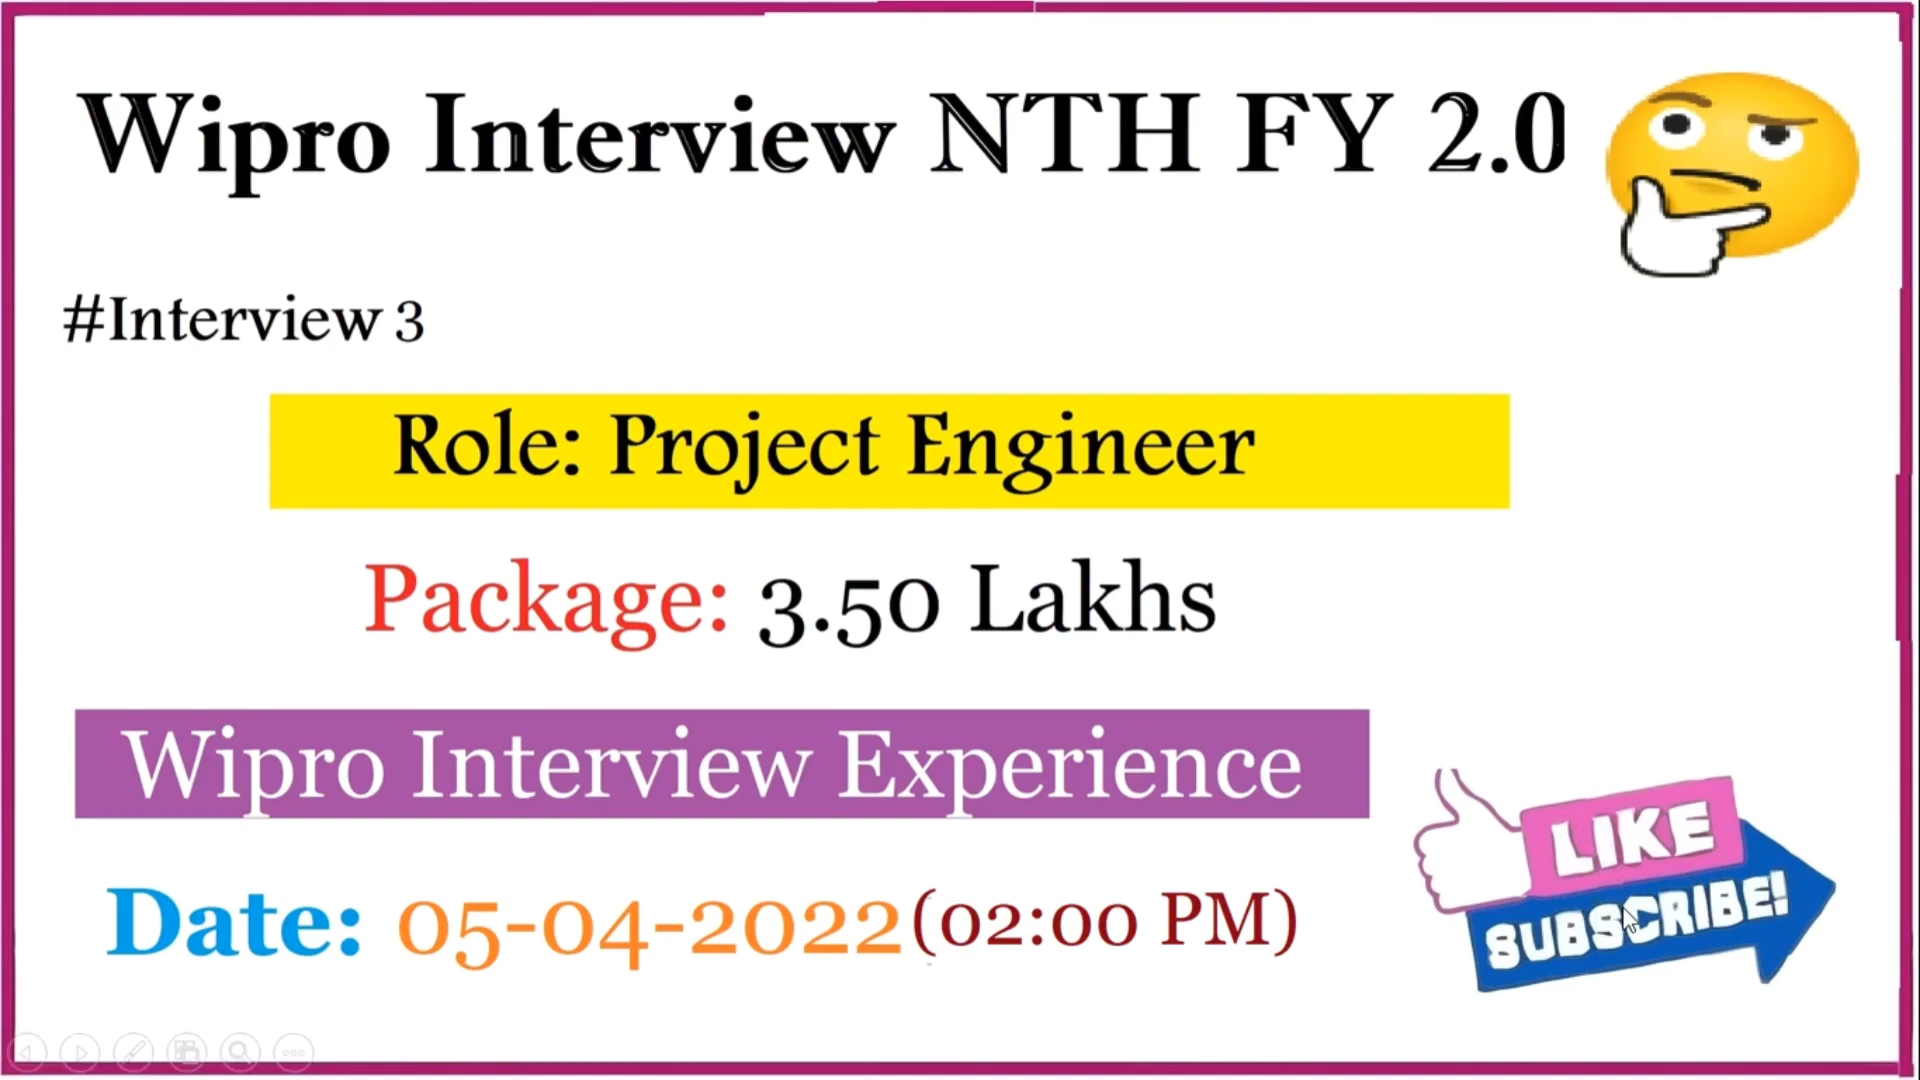 Wipro Interview NTH FY 2.0
#Interview 3
Role: Project Engineer
Package: 3.50 Lakhs
Wipro Interview Experience
Date: 05-04-2022 (02:00 PM)
LIKE
SUBSCRIBE!